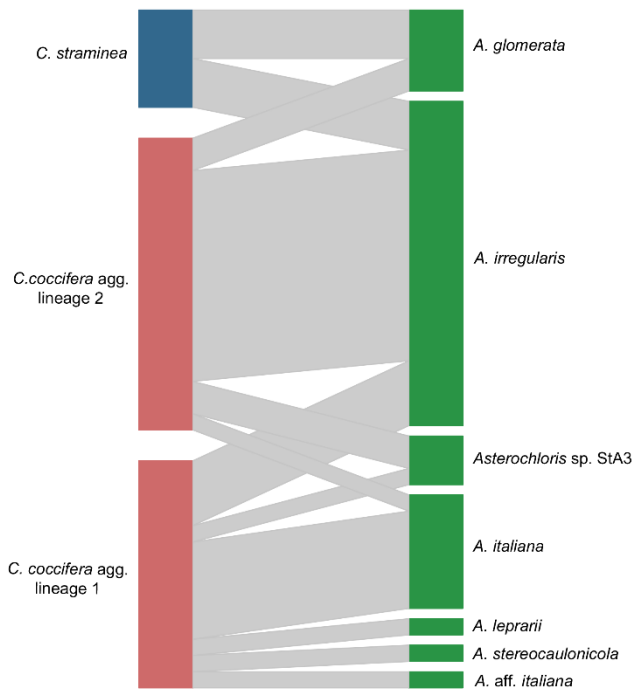 C. straminea
C.coccifera agg.
lineage 2
C. coccifera agg.
lineage 1
A. glomerata
A. irregularis
Asterochloris sp. StA3
A. italiana
A. leprarii
A. stereocaulonicola
A. aff. italiana